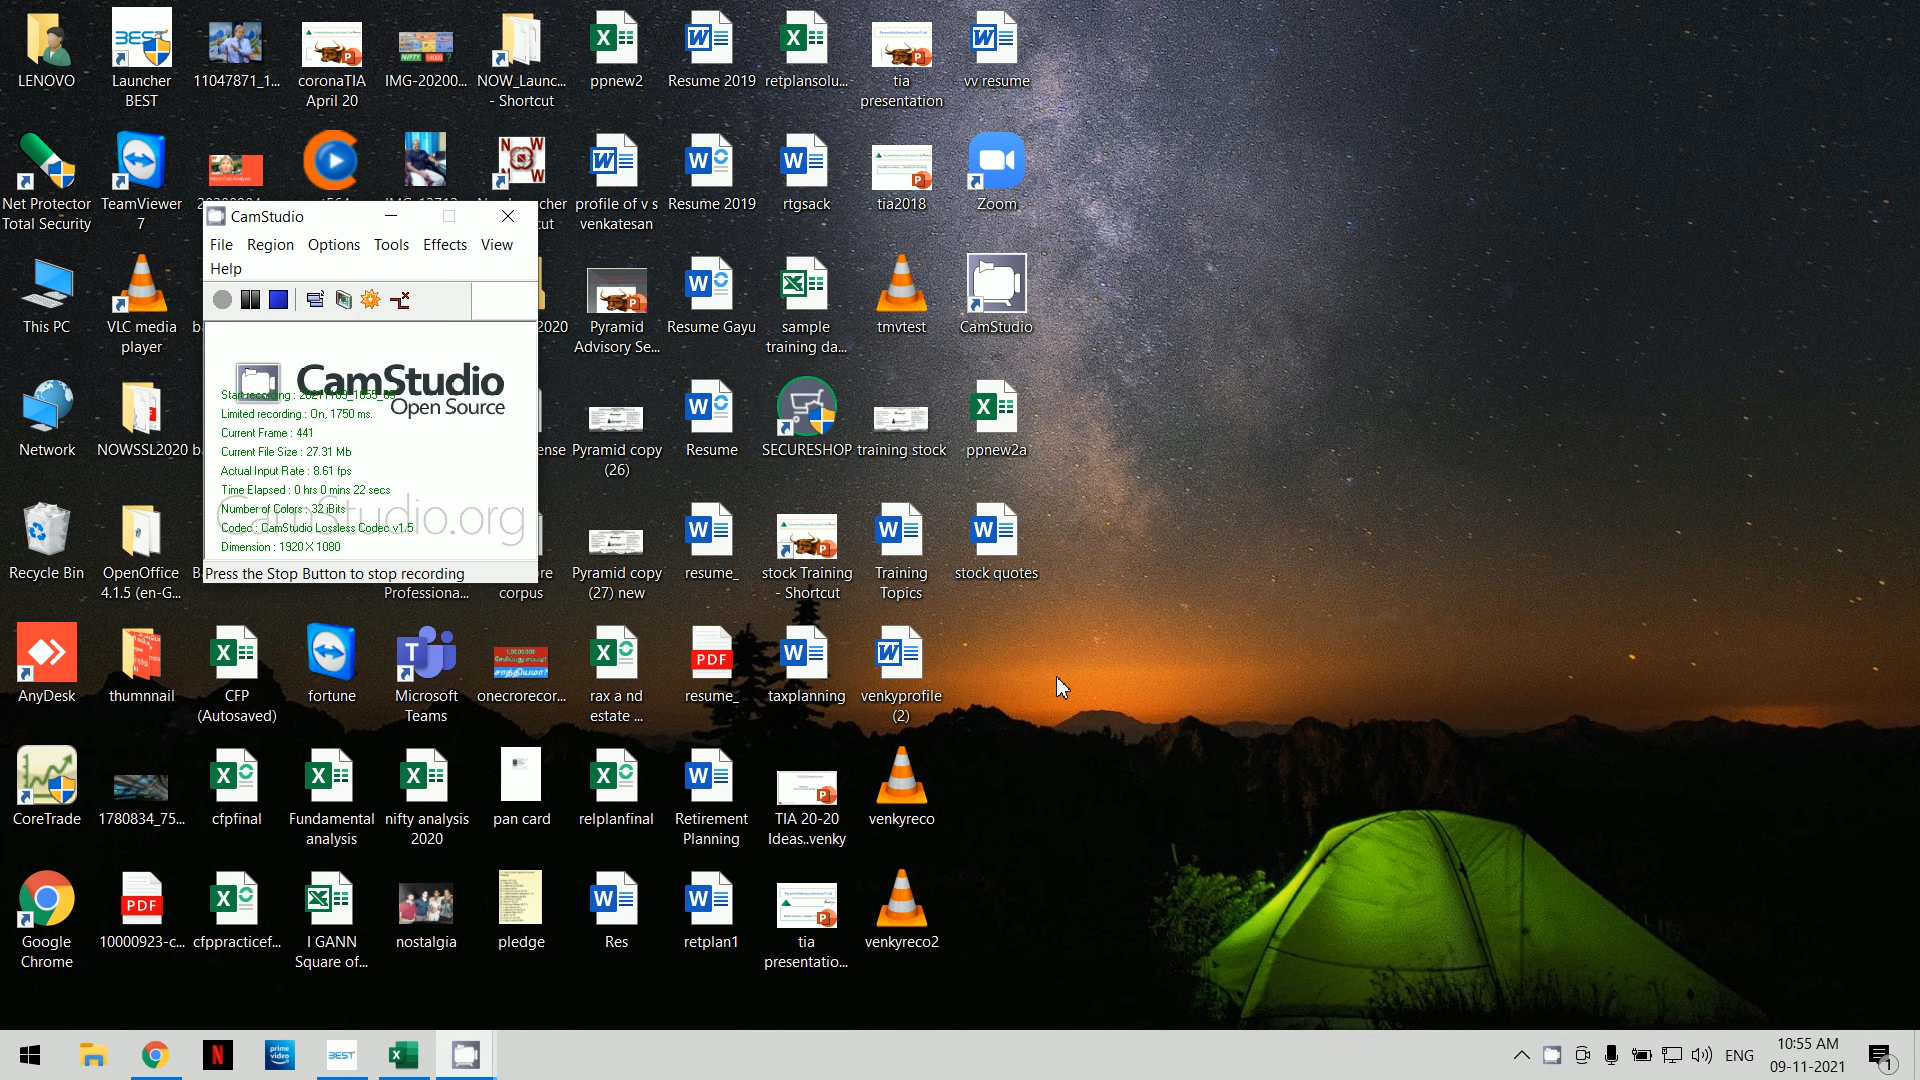 LENOVO
Launcher
BEST
11047871_1...
coronaTIA
April 20
IMG-20200...
NOW_Launc...
- Shortcut
ppnew2
Resume 2019
retplansolu...
tia
presentation
vv resume
Net Protector
Total Security
TeamViewer
7
profile of v s
venkatesan
Resume 2019
rtgsack
tia2018
Zoom
CamStudio
File Region Options Tools Effects View
Help
This PC
VLC media
player
Pyramid
Advisory Se...
Resume Gayu
sample
training da...
tmvtest
CamStudio
CamStudio
Open Source
Limited recording : On, 1750 ms.
Current Frame : 441
Current File Size : 27.31 Mb
Actual Input Rate : 8.61 fps
Time Elapsed : 0 hrs 0 mins 22 secs
Number of Colors : 32 iBits
Codec : CamStudio Lossless Codec v1.5
Dimension : 1920 X 1080
CamStudio.org
Press the Stop Button to stop recording
Network
NOWSSL2020
Pyramid copy
(26)
Resume
SECURESHOP
training stock
ppnew2a
Recycle Bin
OpenOffice
4.1.5 (en-G...
Professiona...
corpus
Pyramid copy
(27) new
resume_
stock Training
- Shortcut
Training
Topics
stock quotes
AnyDesk
thumnnail
CFP
(Autosaved)
fortune
Microsoft
Teams
onecrorecor...
rax a nd
estate ...
PDF
resume_
taxplanning
venkyprofile
(2)
CoreTrade
1780834_75...
cfpfinal
Fundamental
analysis
nifty analysis
2020
pan card
relplanfinal
Retirement
Planning
TIA 20-20
Ideas..venky
venkyreco
Google
Chrome
PDF
10000923-c...
cfppracticef...
I GANN
Square of...
nostalgia
pledge
Res
retplan1
tia
presentatio...
venkyreco2
prime
video
BEST
ENG
10:55 AM
09-11-2021
1